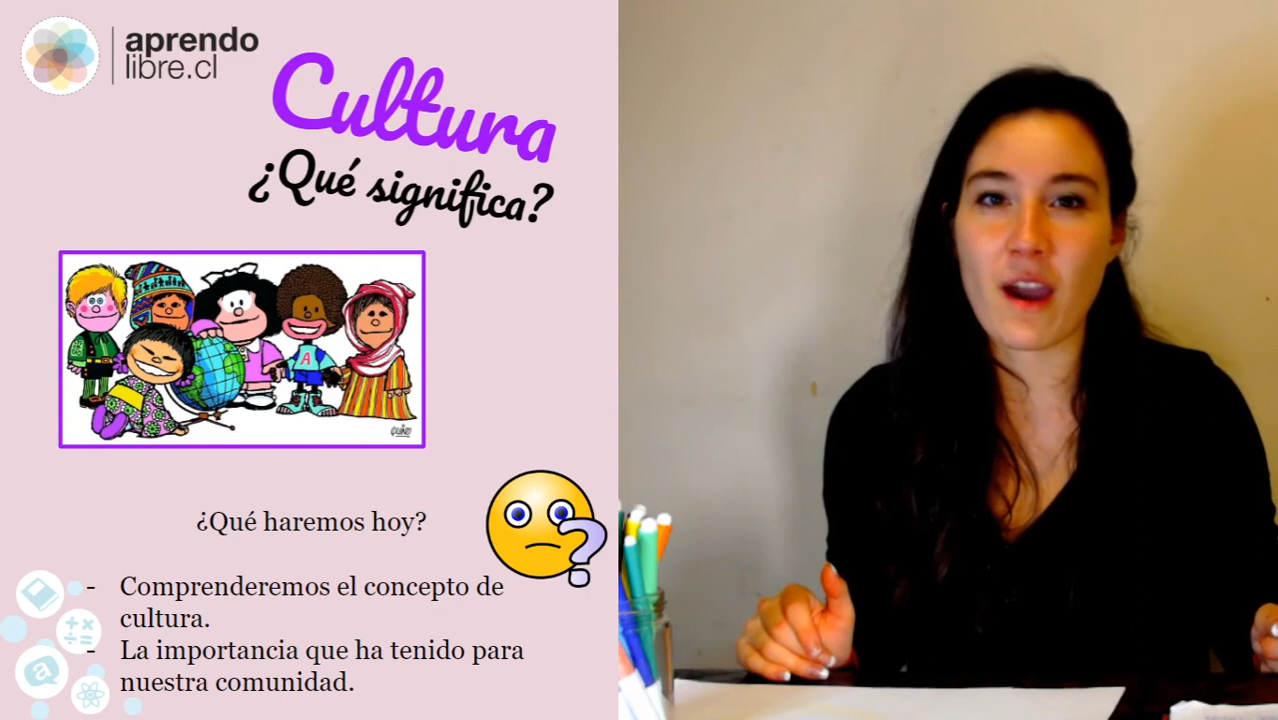 aprendo
libre.cl
Cultura
¿Qué significa?
A
QUINO
¿Qué haremos hoy?
- Comprenderemos el concepto de
cultura.
- La importancia que ha tenido para
nuestra comunidad.